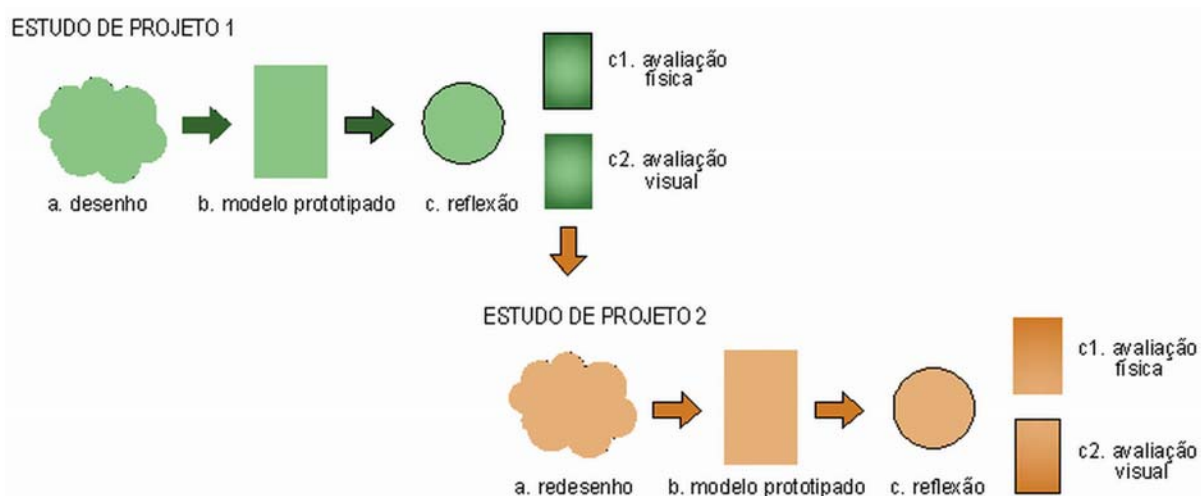 ESTUDO DE PROJETO 1
a. desenho
b. modelo prototipado
c. reflexão
c1. avaliação
física
c2. avaliação
visual
ESTUDO DE PROJETO 2
a. redesenho
b. modelo prototipado
c. reflexão
c1. avaliação
física
c2. avaliação
visual